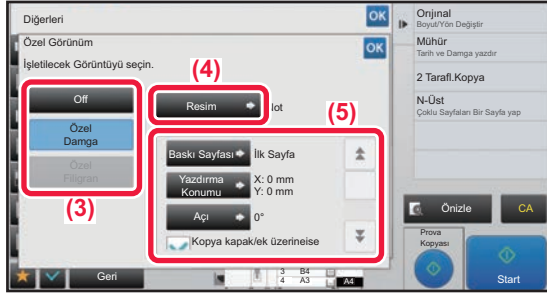 Diğerleri
OK
Özel Görünüm
OK
İşletilecek Görüntüyü seçin.
(4)
Off
Resim
lot
(5)
Özel
Damga
Özel
Filigran
(3)
Baskı Sayfası
İlk Sayfa
Yazdırma
Konumu
X: 0 mm
Y: 0 mm
Açı
0°
Kopya kapak/ek üzerineise
Geri
3 B4
4 A3
A4
Orijinal
Boyut/Yön Değiştir
Mühür
Tarih ve Damga yazdır
2 Taraflı.Kopya
N-Üst
Çoklu Sayfaları Bir Sayfa yap
Önizle
CA
Prova
Kopyası
Start